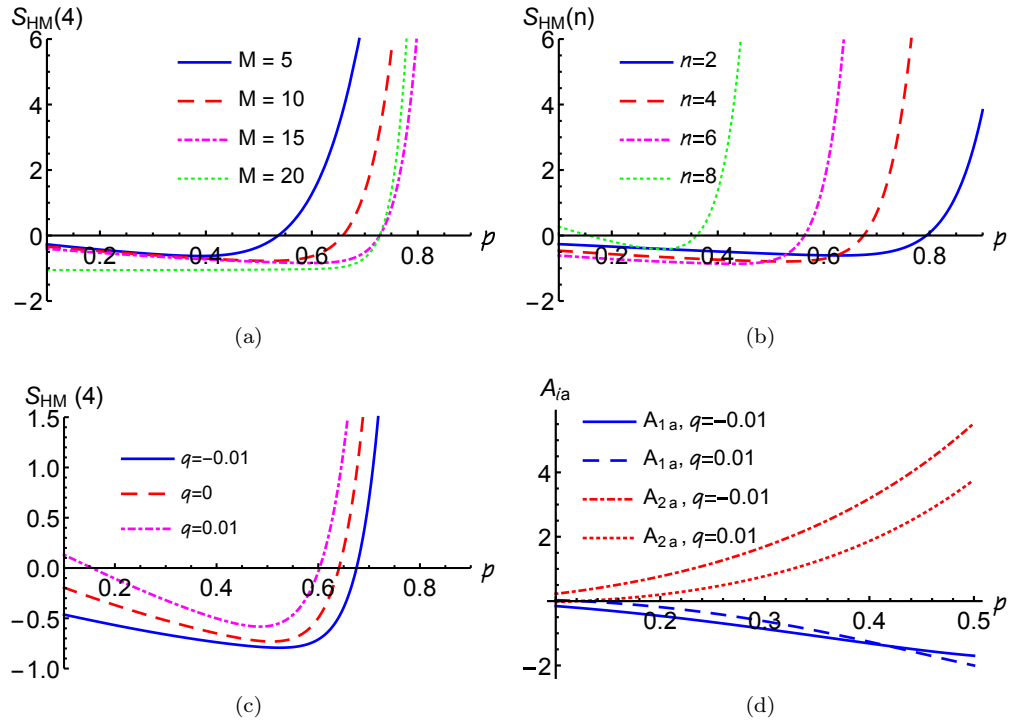 S_HM(4)
6
4
2
0
−2
0.2
0.4
0.6
0.8
p
M = 5
M = 10
M = 15
M = 20
(a)
S_HM(n)
6
4
2
0
−2
0.2
0.4
0.6
0.8
p
n=2
n=4
n=6
n=8
(b)
S_HM (4)
1.5
1.0
0.5
0.0
−0.5
−1.0
0.2
0.4
0.6
0.8
p
q=−0.01
q=0
q=0.01
(c)
A_ia
4
2
−2
0.2
0.3
0.4
0.5
p
A_1a, q=−0.01
A_1a, q=0.01
A_2a, q=−0.01
A_2a, q=0.01
(d)